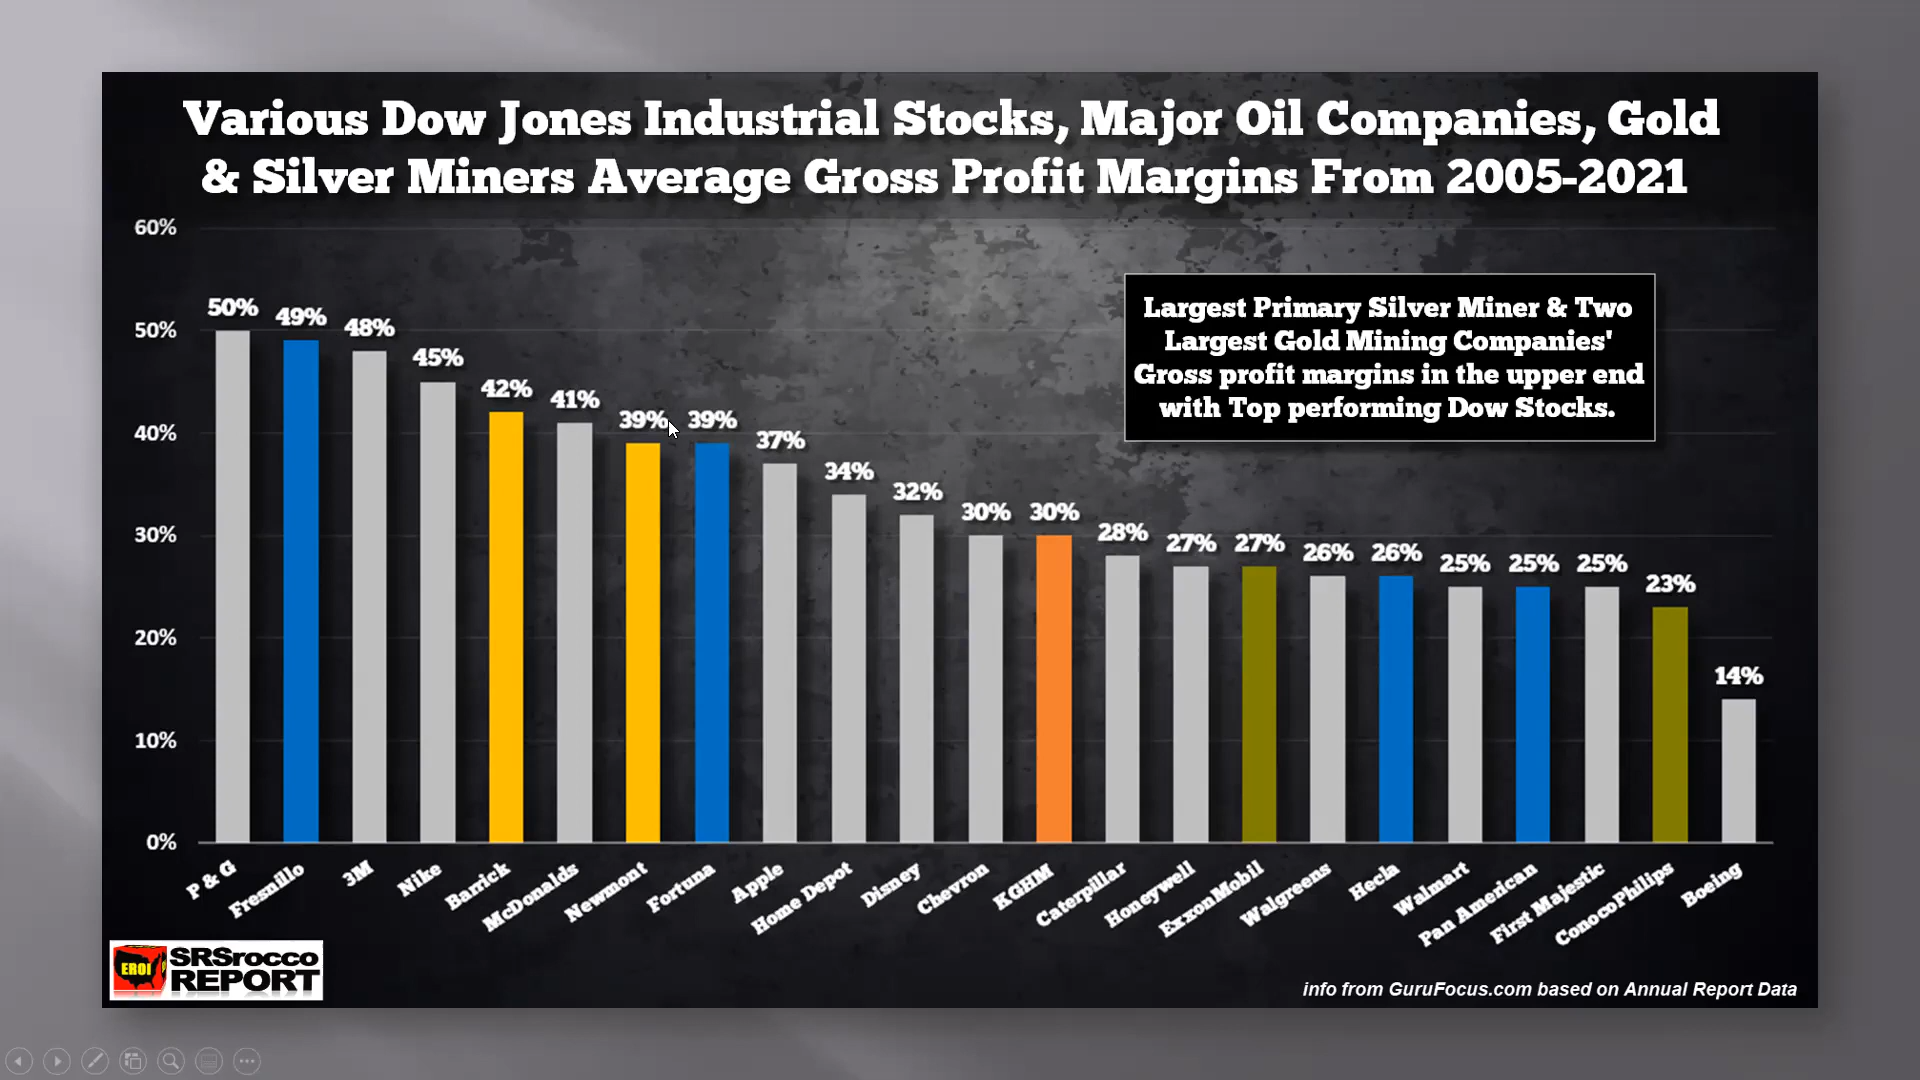 Various Dow Jones Industrial Stocks, Major Oil Companies, Gold
& Silver Miners Average Gross Profit Margins From 2005-2021
60%
50%
40%
30%
20%
10%
0%
Largest Primary Silver Miner & Two
Largest Gold Mining Companies'
Gross profit margins in the upper end
with Top performing Dow Stocks.
50%
49%
48%
45%
42%
41%
39%
39%
37%
34%
32%
30%
30%
28%
27%
27%
26%
26%
25%
25%
25%
23%
14%
P & G
Fresnillo
3M
Nike
Barrick
McDonalds
Newmont
Fortuna
Apple
Home Depot
Disney
Chevron
KGHM
Caterpillar
Honeywell
ExxonMobil
Walgreens
Hecla
Walmart
Pan American
First Majestic
ConocoPhilips
Boeing
EROI
SRSrocco
REPORT
info from GuruFocus.com based on Annual Report Data